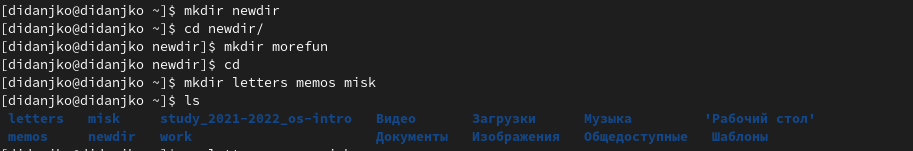 [didanjko@didanjko ~]$ mkdir newdir
[didanjko@didanjko ~]$ cd newdir/
[didanjko@didanjko newdir]$ mkdir morefun
[didanjko@didanjko newdir]$ cd
[didanjko@didanjko ~]$ mkdir letters memos misk
[didanjko@didanjko ~]$ ls
letters misk study_2021-2022_os-intro Видео Загрузки Музыка 'Рабочий стол'
memos newdir work Документы Изображения Общедоступные Шаблоны